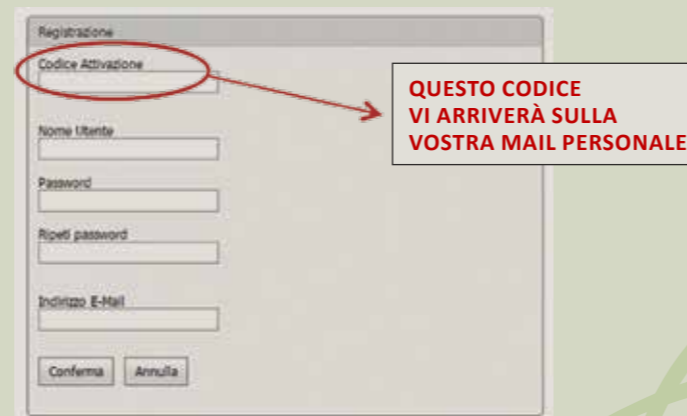 Registrazione
Codice Attivazione
QUESTO CODICE
VI ARRIVERÀ SULLA
VOSTRA MAIL PERSONALE
Nome Utente
Password
Ripeti password
Indirizzo E-Mail
Conferma Annulla